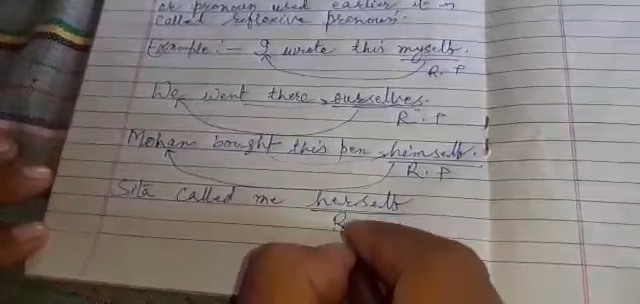 or pronoun used earlier it is
called reflexive pronoun.
Example:- I wrote this myself.
R.P
We went there ourselves.
R.P
Mohan bought this pen himself.
R.P
Sita called me herself
R